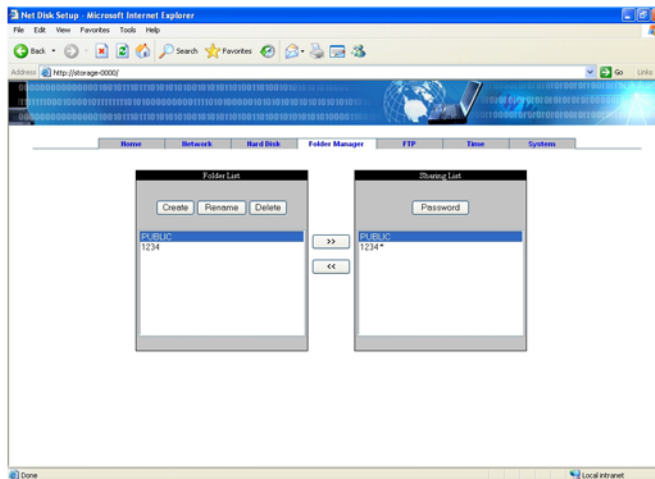 Net Disk Setup - Microsoft Internet Explorer
File Edit View Favorites Tools Help
Back Search Favorites
Address http://storage-0000/ Go Links
Home Network Hard Disk Folder Manager FTP Time System
Folder List
Create Rename Delete
PUBLIC
1234
>>
<<
Sharing List
Password
PUBLIC
1234*
Done Local intranet